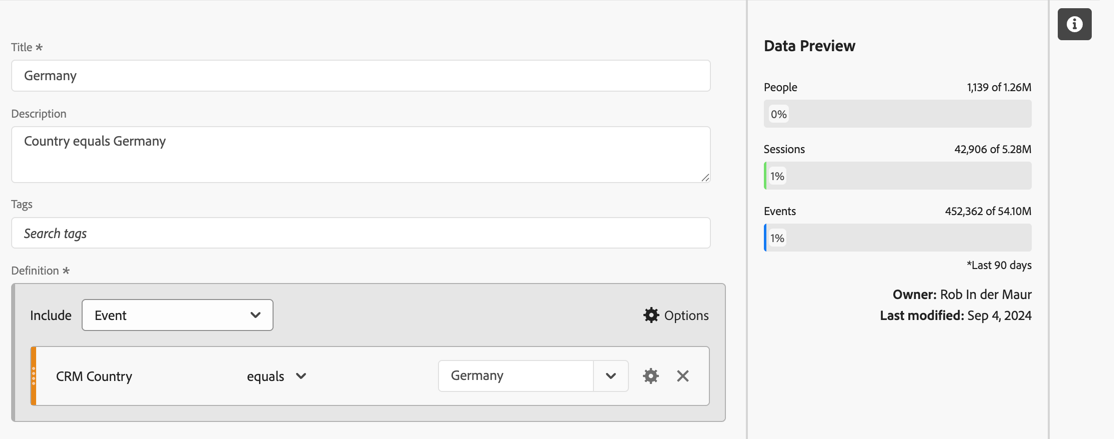 Title *
Germany
Description
Country equals Germany
Tags
Search tags
Definition *
Include Event Options
CRM Country equals Germany
Data Preview
People 1,139 of 1.26M
0%
Sessions 42,906 of 5.28M
1%
Events 452,362 of 54.10M
1%
*Last 90 days
Owner: Rob In der Maur
Last modified: Sep 4, 2024